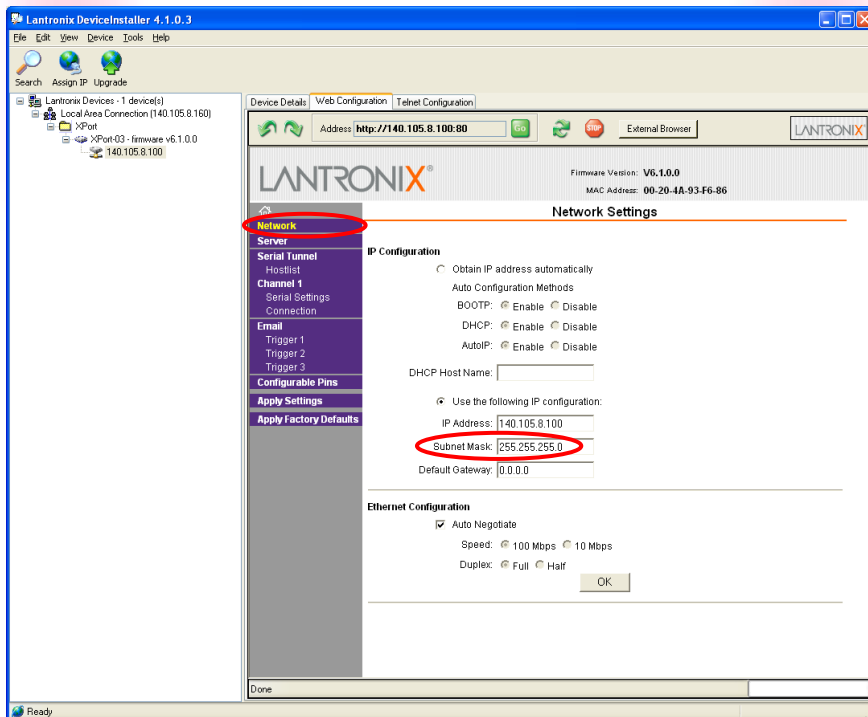 Lantronix DeviceInstaller 4.1.0.3
File Edit View Device Tools Help
Search Assign IP Upgrade
Lantronix Devices - 1 device(s)
Local Area Connection (140.105.8.160)
XPort
XPort-03 - firmware v6.1.0.0
140.105.8.100
Device Details Web Configuration Telnet Configuration
Address http://140.105.8.100:80 Go STOP External Browser LANTRONIX
LANTRONIX®
Firmware Version: V6.1.0.0
MAC Address: 00-20-4A-93-F6-86
Network
Server
Serial Tunnel
Hostlist
Channel 1
Serial Settings
Connection
Email
Trigger 1
Trigger 2
Trigger 3
Configurable Pins
Apply Settings
Apply Factory Defaults
Network Settings
IP Configuration
Obtain IP address automatically
Auto Configuration Methods
BOOTP: Enable Disable
DHCP: Enable Disable
AutoIP: Enable Disable
DHCP Host Name:
Use the following IP configuration:
IP Address: 140.105.8.100
Subnet Mask: 255.255.255.0
Default Gateway: 0.0.0.0
Ethernet Configuration
Auto Negotiate
Speed: 100 Mbps 10 Mbps
Duplex: Full Half
OK
Done
Ready